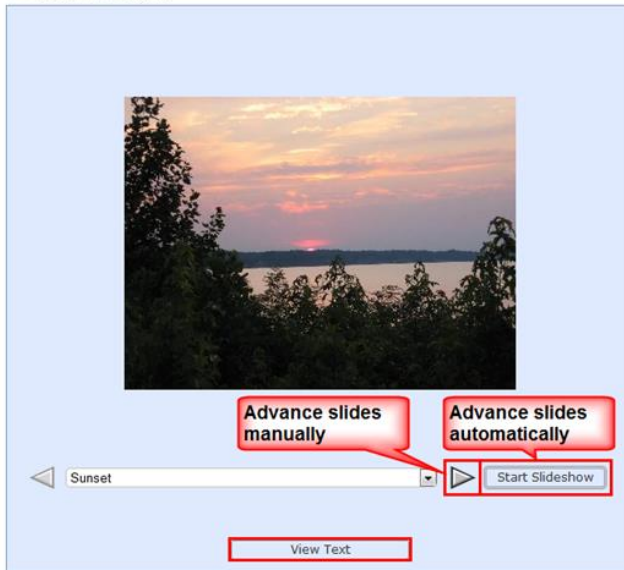 Advance slides
manually
Advance slides
automatically
Sunset
Start Slideshow
View Text